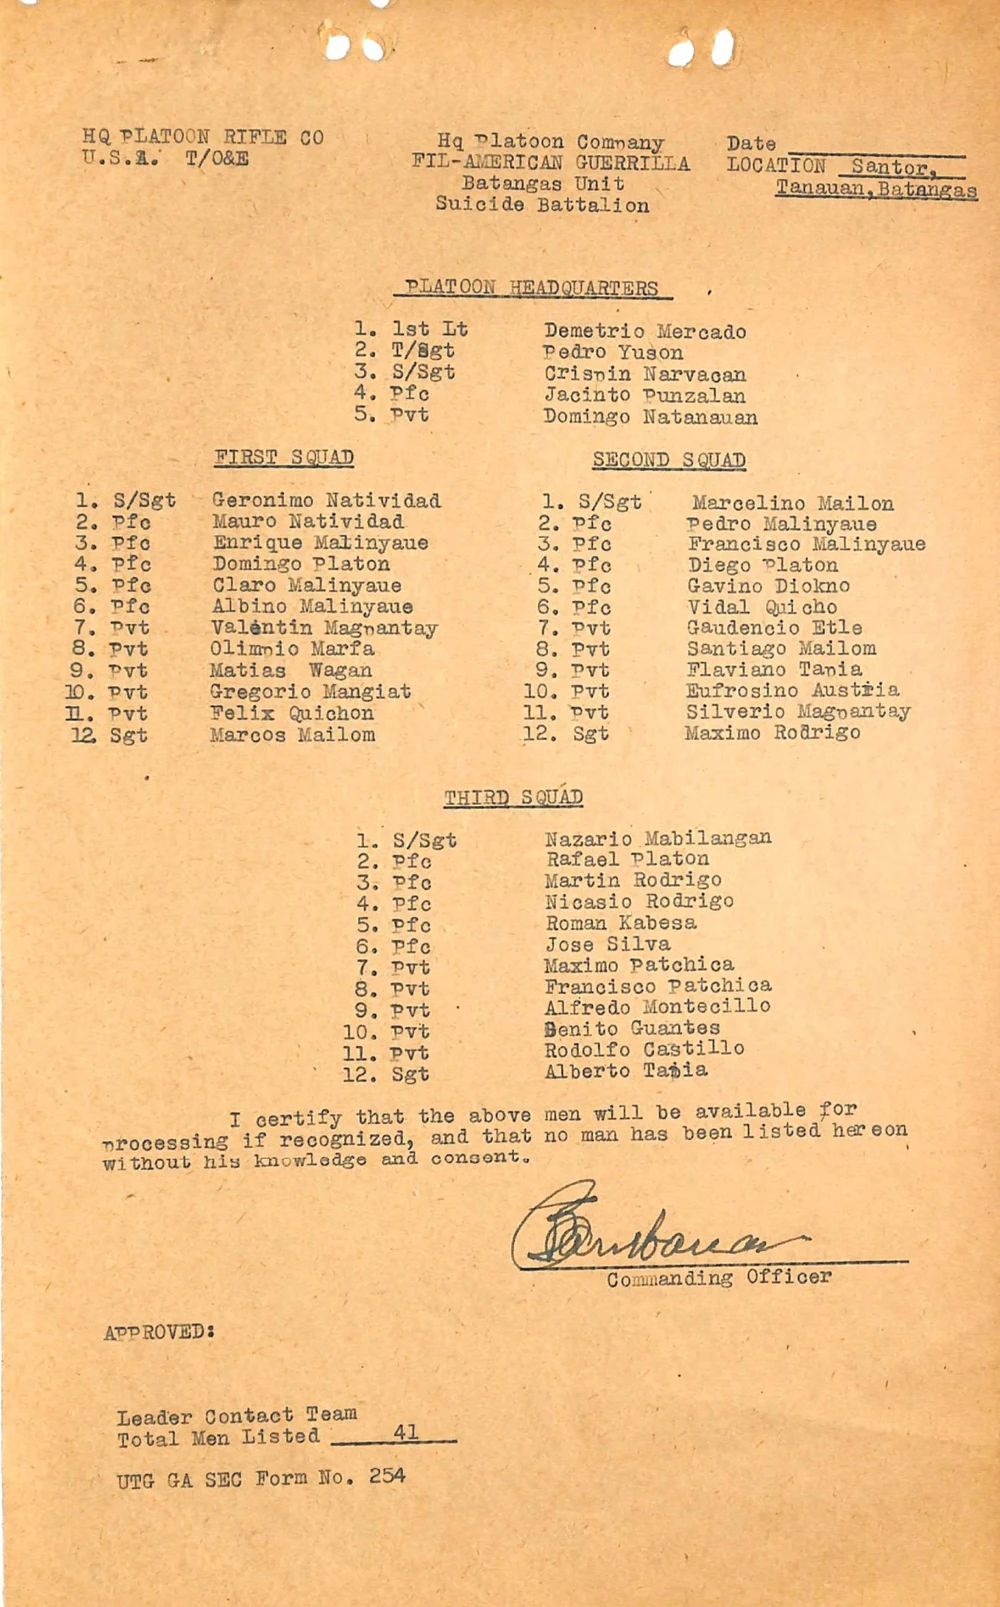 HQ PLATOON RIFLE CO
U.S.A. T/O&E
Hq Platoon Company
FIL-AMERICAN GUERRILLA
Batangas Unit
Suicide Battalion
Date
LOCATION Santor,
Tanauan,Batangas
PLATOON HEADQUARTERS
1. 1st Lt Demetrio Mercado
2. T/Sgt Pedro Yuson
3. S/Sgt Crispin Narvacan
4. Pfc Jacinto Punzalan
5. Pvt Domingo Natanauan
FIRST SQUAD
1. S/Sgt Geronimo Natividad
2. Pfc Mauro Natividad
3. Pfc Enrique Malinyaue
4. Pfc Domingo Platon
5. Pfc Claro Malinyaue
6. Pfc Albino Malinyaue
7. Pvt Valentin Magpantay
8. Pvt Olimpio Marfa
9. Pvt Matias Wagan
10. Pvt Gregorio Mangiat
11. Pvt Felix Quichon
12. Sgt Marcos Mailom
SECOND SQUAD
1. S/Sgt Marcelino Mailon
2. Pfc Pedro Malinyaue
3. Pfc Francisco Malinyaue
4. Pfc Diego Platon
5. Pfc Gavino Diokno
6. Pfc Vidal Quicho
7. Pvt Gaudencio Etle
8. Pvt Santiago Mailom
9. Pvt Flaviano Tapia
10. Pvt Eufrosino Austria
11. Pvt Silverio Magpantay
12. Sgt Maximo Rodrigo
THIRD SQUAD
1. S/Sgt Nazario Mabilangan
2. Pfc Rafael Platon
3. Pfc Martin Rodrigo
4. Pfc Nicasio Rodrigo
5. Pfc Roman Kabesa
6. Pfc Jose Silva
7. Pvt Maximo Patchica
8. Pvt Francisco Patchica
9. Pvt Alfredo Montecillo
10. Pvt Benito Guantes
11. Pvt Rodolfo Castillo
12. Sgt Alberto Tapia
I certify that the above men will be available for
processing if recognized, and that no man has been listed hereon
without his knowledge and consent.
Commanding Officer
APPROVED:
Leader Contact Team
Total Men Listed 41
UTG GA SEC Form No. 254